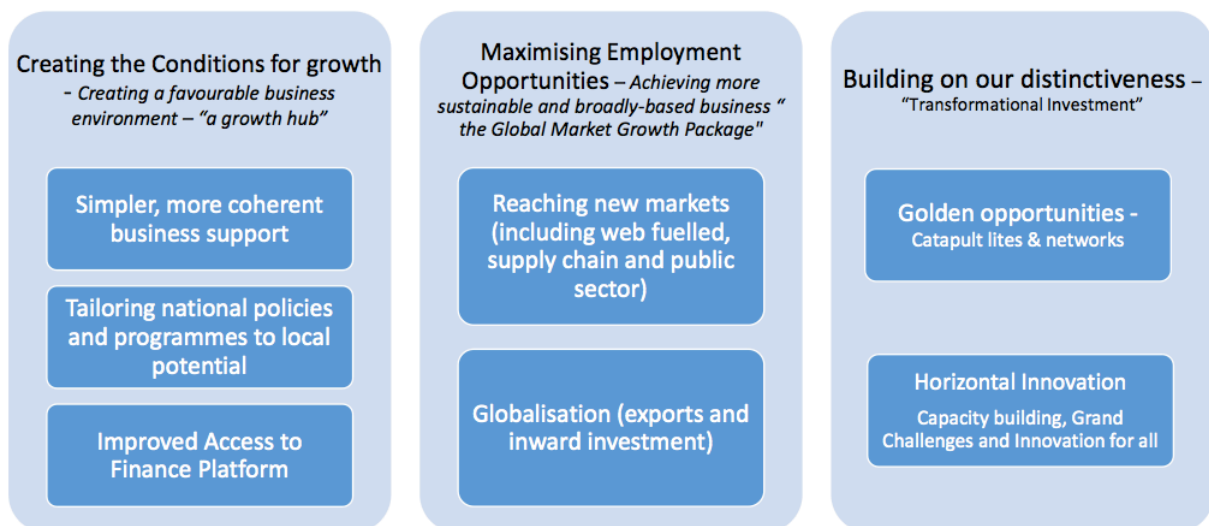 Creating the Conditions for growth
- Creating a favourable business
environment – “a growth hub”
Simpler, more coherent
business support
Tailoring national policies
and programmes to local
potential
Improved Access to
Finance Platform
Maximising Employment
Opportunities – Achieving more
sustainable and broadly-based business “
the Global Market Growth Package"
Reaching new markets
(including web fuelled,
supply chain and public
sector)
Globalisation (exports and
inward investment)
Building on our distinctiveness –
“Transformational Investment”
Golden opportunities -
Catapult lites & networks
Horizontal Innovation
Capacity building, Grand
Challenges and Innovation for all